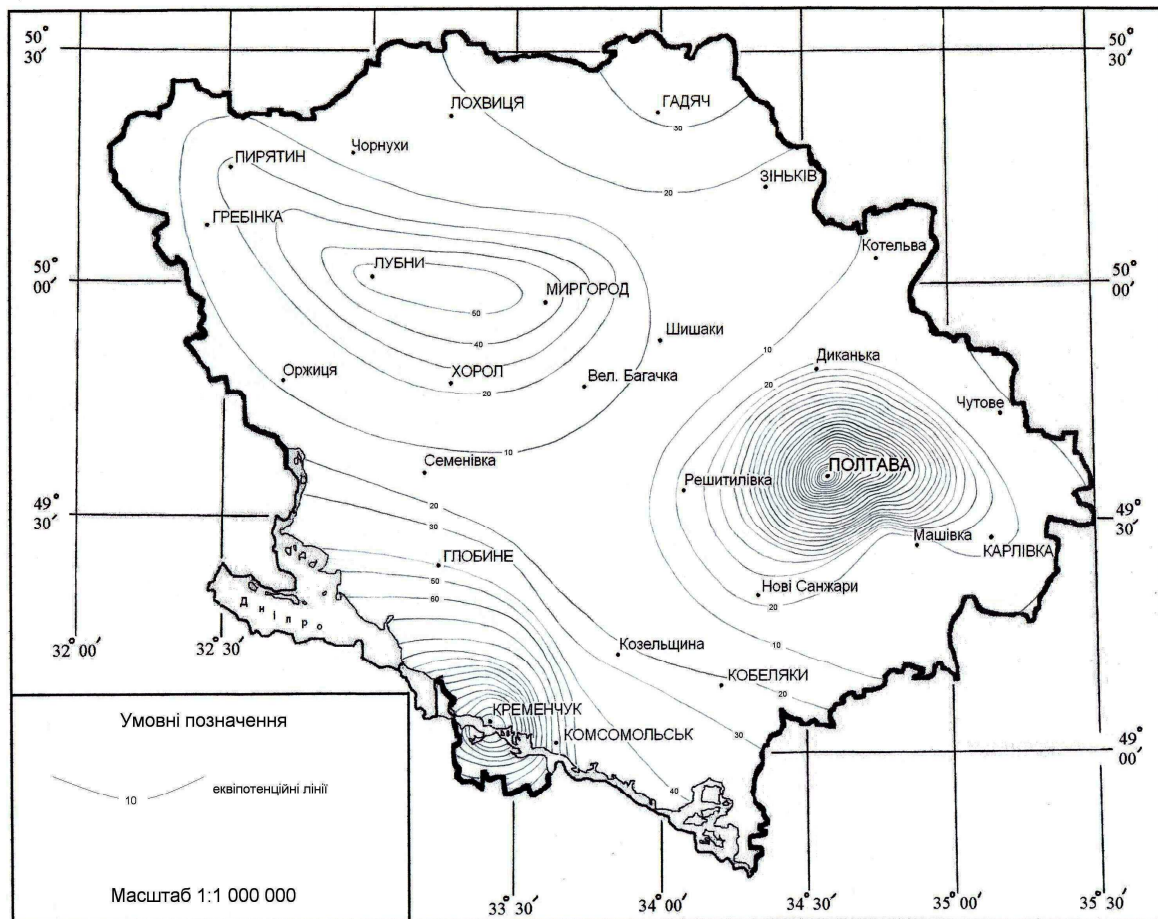 50° 30′
50° 30′
ЛОХВИЦЯ
ГАДЯЧ
30
Чорнухи
ПИРЯТИН
ЗІНЬКІВ
20
ГРЕБІНКА
Котельва
50° 00′
ЛУБНИ
50° 00′
МИРГОРОД
50
40
Шишаки
10
Диканька
Оржиця
ХОРОЛ
Вел. Багачка
20
20
Чутове
10
Семенівка
ПОЛТАВА
Решитилівка
49° 30′
20
30
49° 30′
Машівка
КАРЛІВКА
ГЛОБИНЕ
50
Нові Санжари
60
20
Дніпро
Козельщина
10
32° 00′
32° 30′
КОБЕЛЯКИ
20
КРЕМЕНЧУК
КОМСОМОЛЬСЬК
30
49° 00′
40
Умовні позначення
10
еквіпотенційні лінії
Масштаб 1:1 000 000
33° 30′
34° 00′
34° 30′
35° 00′
35° 30′